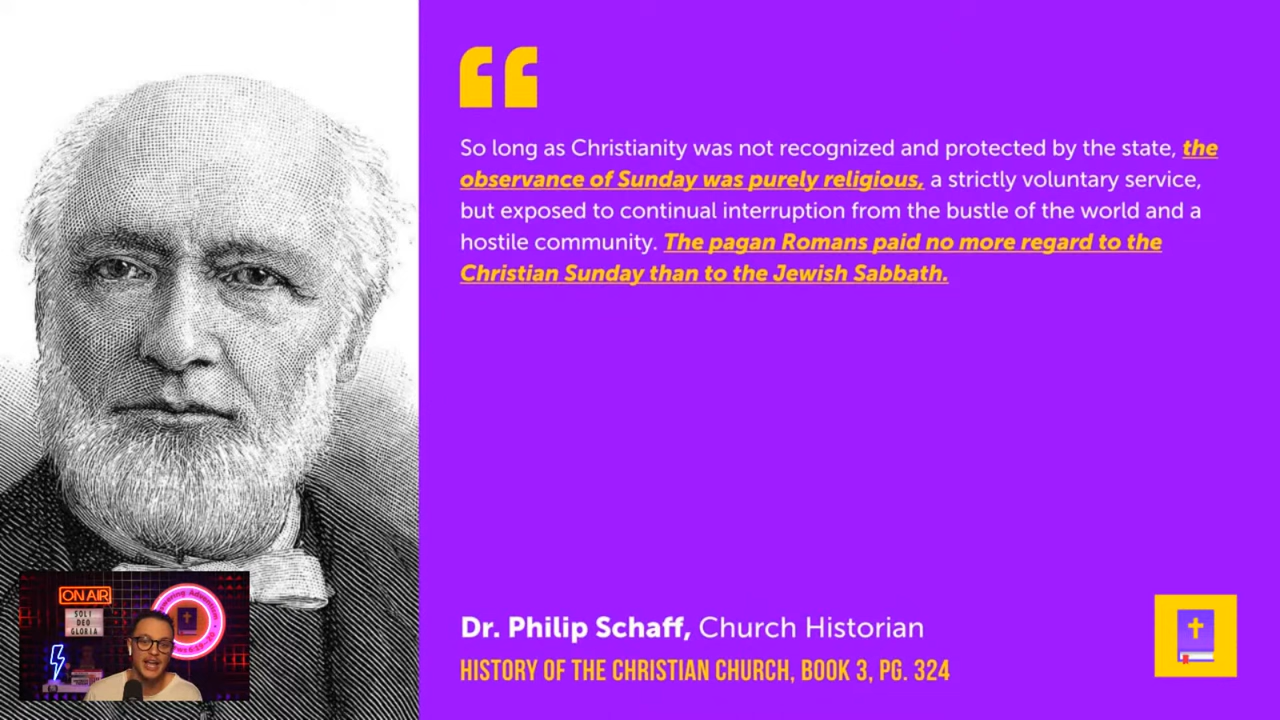 So long as Christianity was not recognized and protected by the state, the
observance of Sunday was purely religious, a strictly voluntary service,
but exposed to continual interruption from the bustle of the world and a
hostile community. The pagan Romans paid no more regard to the
Christian Sunday than to the Jewish Sabbath.
Dr. Philip Schaff, Church Historian
HISTORY OF THE CHRISTIAN CHURCH, BOOK 3, PG. 324
ON AIR
SOLI
DEO
GLORIA